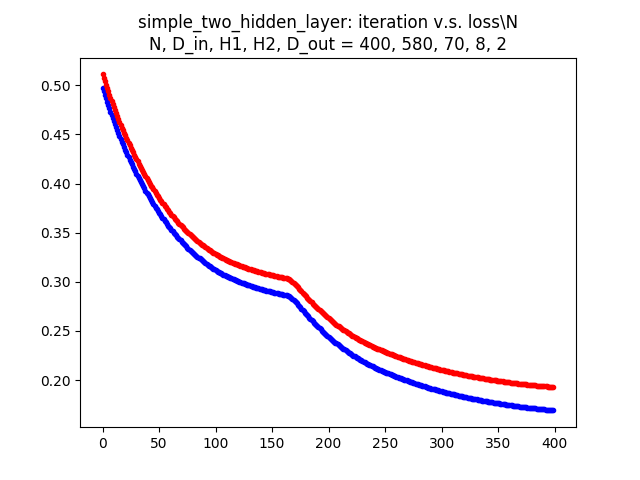 simple_two_hidden_layer: iteration v.s. loss\N
N, D_in, H1, H2, D_out = 400, 580, 70, 8, 2
0.50
0.45
0.40
0.35
0.30
0.25
0.20
0 50 100 150 200 250 300 350 400